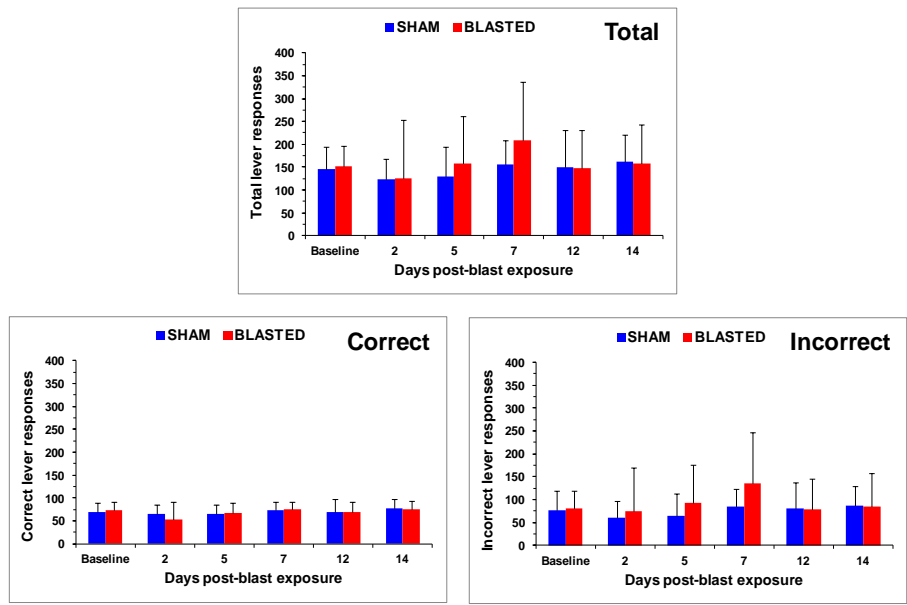 SHAM BLASTED Total
400
350
300
250
200
150
100
50
0
Total lever responses
Baseline 2 5 7 12 14
Days post-blast exposure
SHAM BLASTED Correct
400
350
300
250
200
150
100
50
0
Correct lever responses
Baseline 2 5 7 12 14
Days post-blast exposure
SHAM BLASTED Incorrect
400
350
300
250
200
150
100
50
0
Incorrect lever responses
Baseline 2 5 7 12 14
Days post-blast exposure